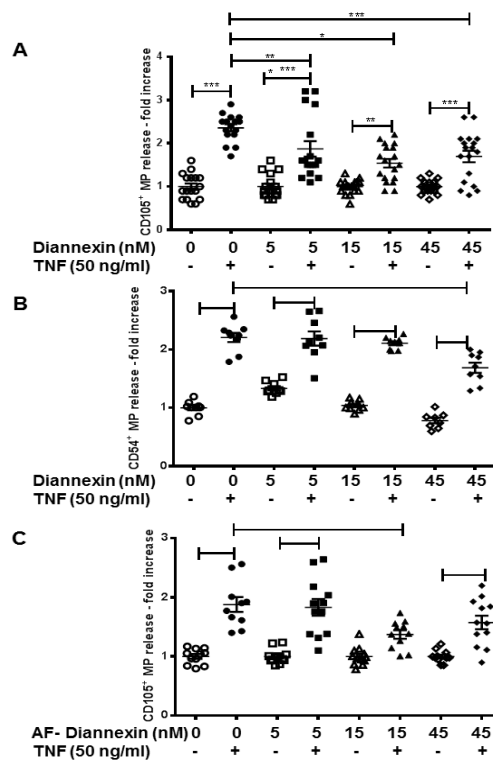 A
***
*
**
***
* ***
**
***
CD105+ MP release - fold increase
4
3
2
1
0
Diannexin (nM) 0 0 5 5 15 15 45 45
TNF (50 ng/ml) - + - + - + - +
B
CD54+ MP release - fold increase
3
2
1
0
Diannexin (nM) 0 0 5 5 15 15 45 45
TNF (50 ng/ml) - + - + - + - +
C
CD105+ MP release - fold increase
3
2
1
0
AF- Diannexin (nM) 0 0 5 5 15 15 45 45
TNF (50 ng/ml) - + - + - + - +